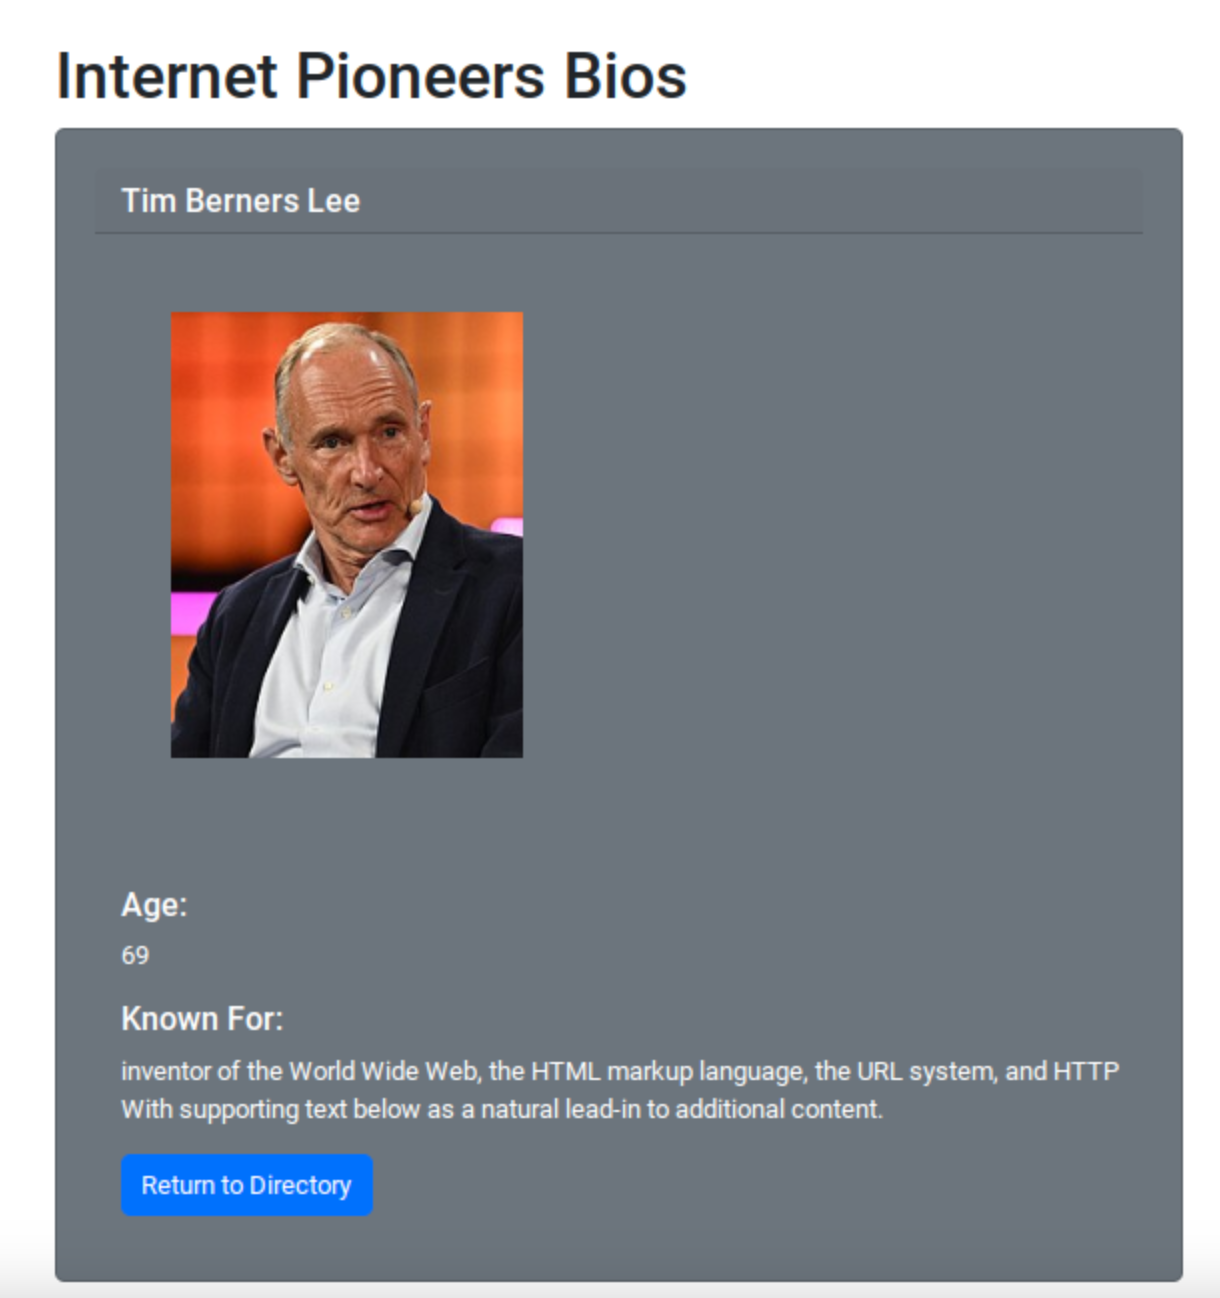 Internet Pioneers Bios
Tim Berners Lee
Age:
69
Known For:
inventor of the World Wide Web, the HTML markup language, the URL system, and HTTP
With supporting text below as a natural lead-in to additional content.
Return to Directory